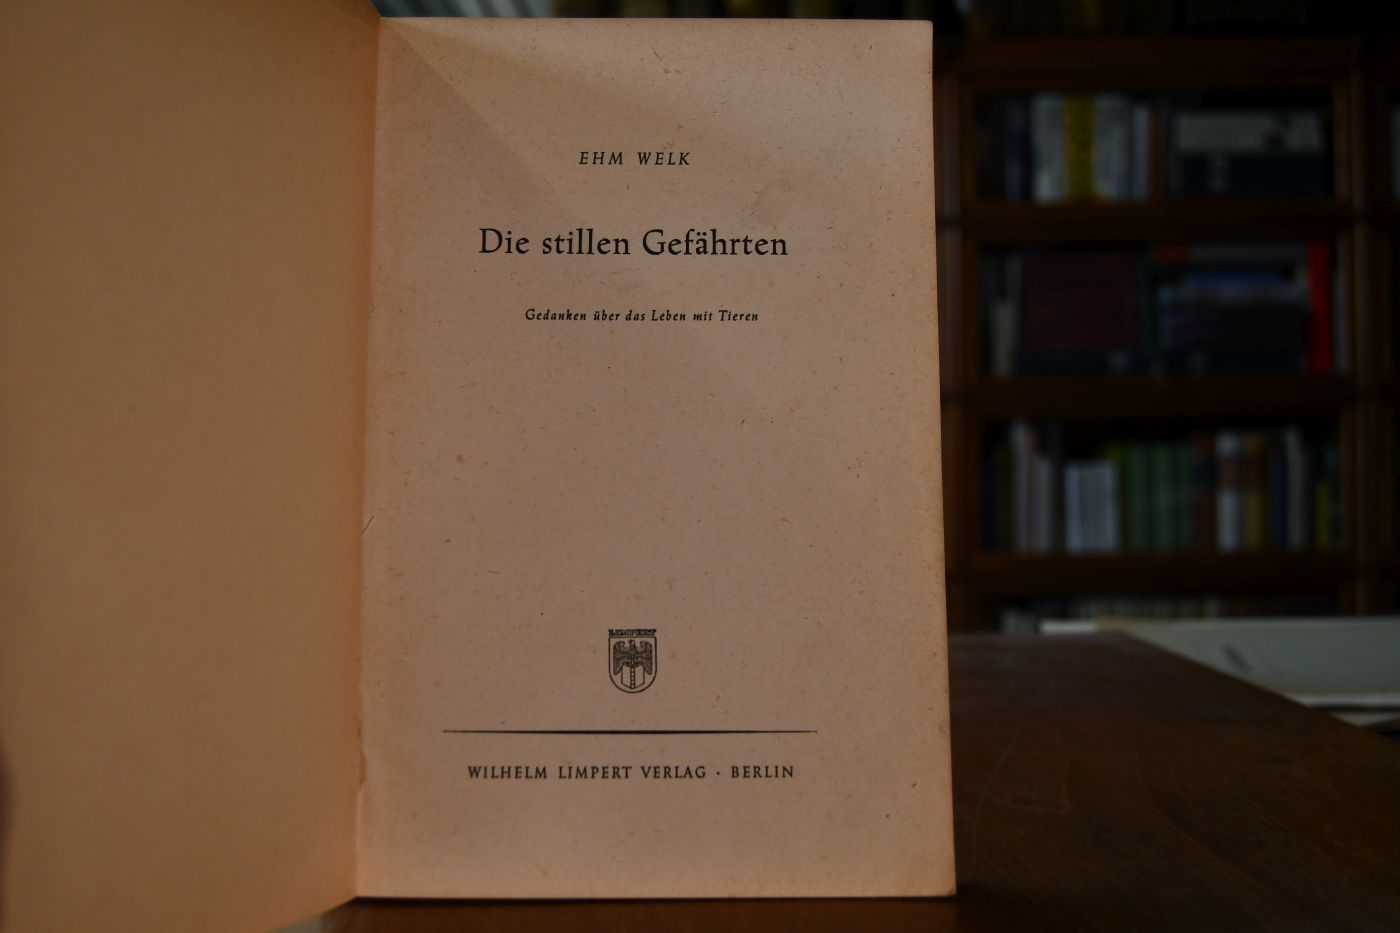 EHM WELK
Die stillen Gefährten
Gedanken über das Leben mit Tieren
LIMPERT
WILHELM LIMPERT VERLAG · BERLIN